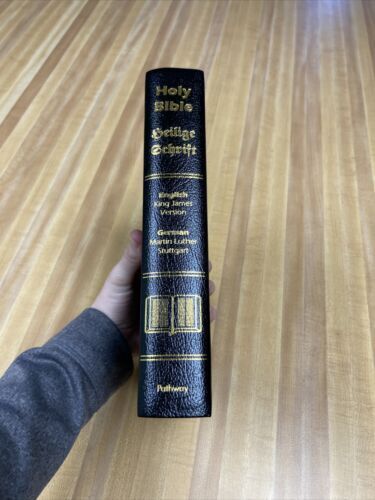 Holy
Bible
Heilige
Schrift
English
King James
Version
German
Martin Luther
Stuttgart
Pathway